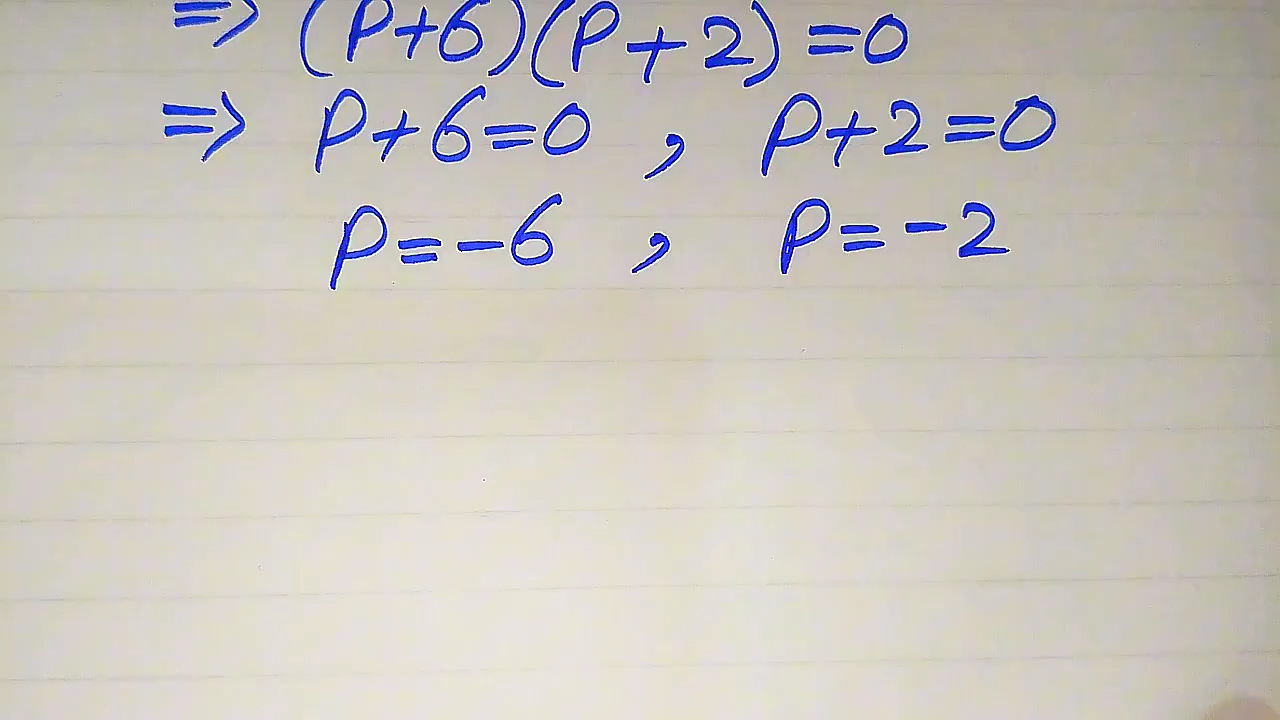 => (P+6)(P+2)=0
=> P+6=0 , P+2=0
P=-6 , P=-2